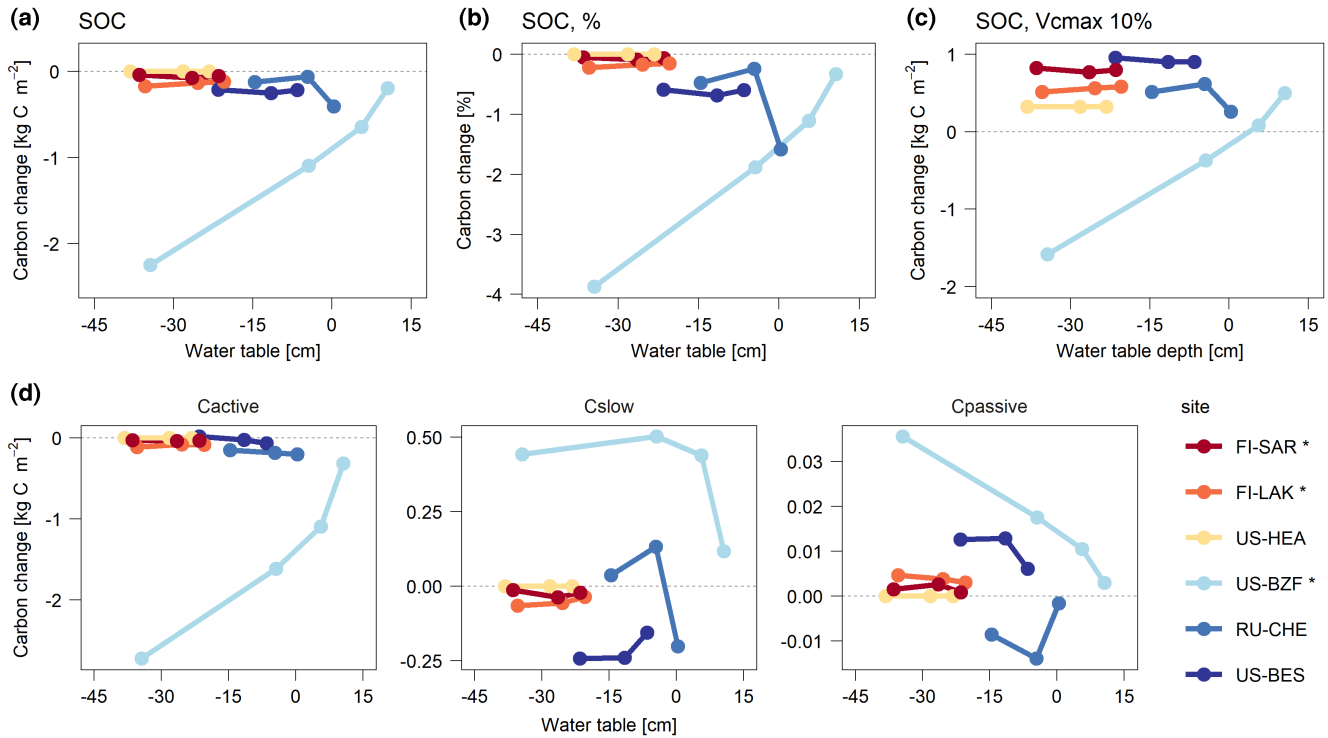 (a) SOC
(b) SOC, %
(c) SOC, Vcmax 10%
Carbon change [kg C m⁻²]
0
-1
-2
-45 -30 -15 0 15
Water table [cm]
Carbon change [%]
0
-1
-2
-3
-4
-45 -30 -15 0 15
Water table [cm]
Carbon change [kg C m⁻²]
1
0
-1
-2
-45 -30 -15 0 15
Water table depth [cm]
(d)
Cactive
Cslow
Cpassive
Carbon change [kg C m⁻²]
0
-1
-2
-45 -30 -15 0 15
0.50
0.25
0.00
-0.25
-45 -30 -15 0 15
Water table [cm]
0.03
0.02
0.01
0.00
-0.01
-45 -30 -15 0 15
site
FI-SAR *
FI-LAK *
US-HEA
US-BZF *
RU-CHE
US-BES